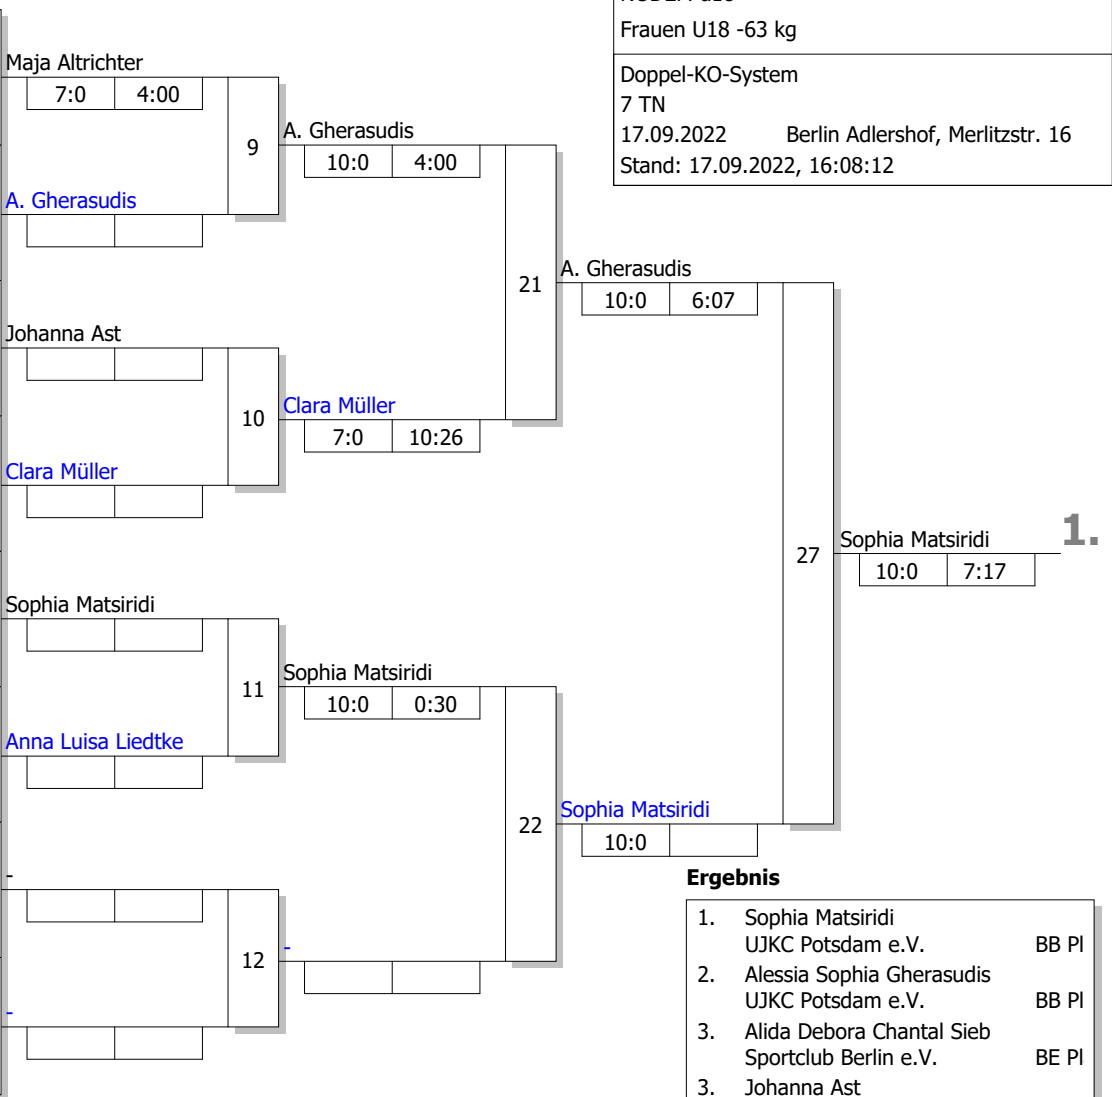 Frauen U18 -63 kg
Doppel-KO-System
7 TN
17.09.2022 Berlin Adlershof, Merlitzstr. 16
Stand: 17.09.2022, 16:08:12
Maja Altrichter
7:0 4:00
9
A. Gherasudis
10:0 4:00
A. Gherasudis
21
A. Gherasudis
10:0 6:07
Johanna Ast
10
Clara Müller
7:0 10:26
Clara Müller
27
Sophia Matsiridi
1.
10:0 7:17
Sophia Matsiridi
11
Sophia Matsiridi
10:0 0:30
Anna Luisa Liedtke
22
Sophia Matsiridi
10:0
-
12
-
-
Ergebnis
1. Sophia Matsiridi
UJKC Potsdam e.V. BB Pl
2. Alessia Sophia Gherasudis
UJKC Potsdam e.V. BB Pl
3. Alida Debora Chantal Sieb
Sportclub Berlin e.V. BE Pl
3. Johanna Ast